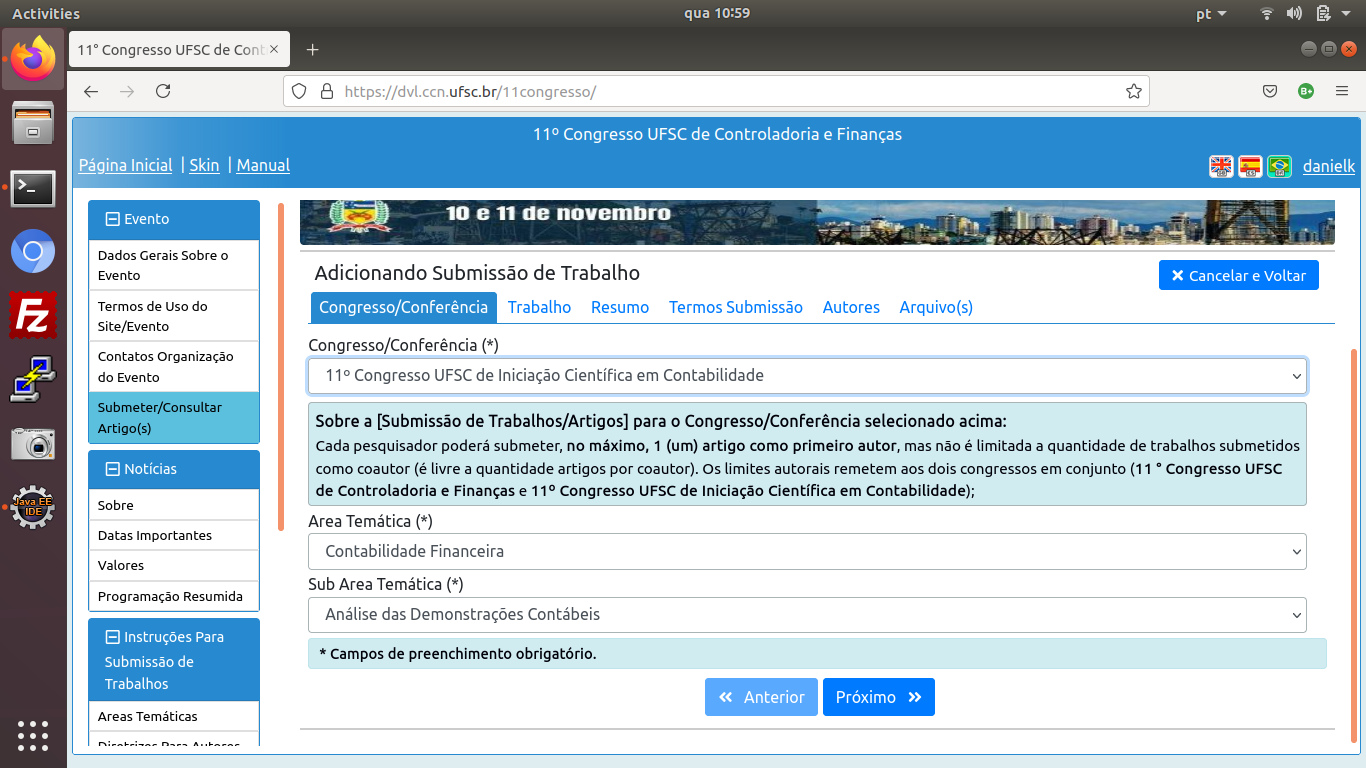 Activities
qua 10:59
pt
11° Congresso UFSC de Cont
https://dvl.ccn.ufsc.br/11congresso/
11º Congresso UFSC de Controladoria e Finanças
Página Inicial | Skin | Manual
danielk
Evento
Dados Gerais Sobre o
Evento
Termos de Uso do
Site/Evento
Contatos Organização
do Evento
Submeter/Consultar
Artigo(s)
Notícias
Sobre
Datas Importantes
Valores
Programação Resumida
Instruções Para
Submissão de
Trabalhos
Areas Temáticas
Diretrizes Para Autores
10 e 11 de novembro
Adicionando Submissão de Trabalho
Cancelar e Voltar
Congresso/Conferência Trabalho Resumo Termos Submissão Autores Arquivo(s)
Congresso/Conferência (*)
11º Congresso UFSC de Iniciação Científica em Contabilidade
Sobre a [Submissão de Trabalhos/Artigos] para o Congresso/Conferência selecionado acima:
Cada pesquisador poderá submeter, no máximo, 1 (um) artigo como primeiro autor, mas não é limitada a quantidade de trabalhos submetidos
como coautor (é livre a quantidade artigos por coautor). Os limites autorais remetem aos dois congressos em conjunto (11 ° Congresso UFSC
de Controladoria e Finanças e 11º Congresso UFSC de Iniciação Científica em Contabilidade);
Area Temática (*)
Contabilidade Financeira
Sub Area Temática (*)
Análise das Demonstrações Contábeis
* Campos de preenchimento obrigatório.
Anterior
Próximo
Fz
Java EE
IDE
B+